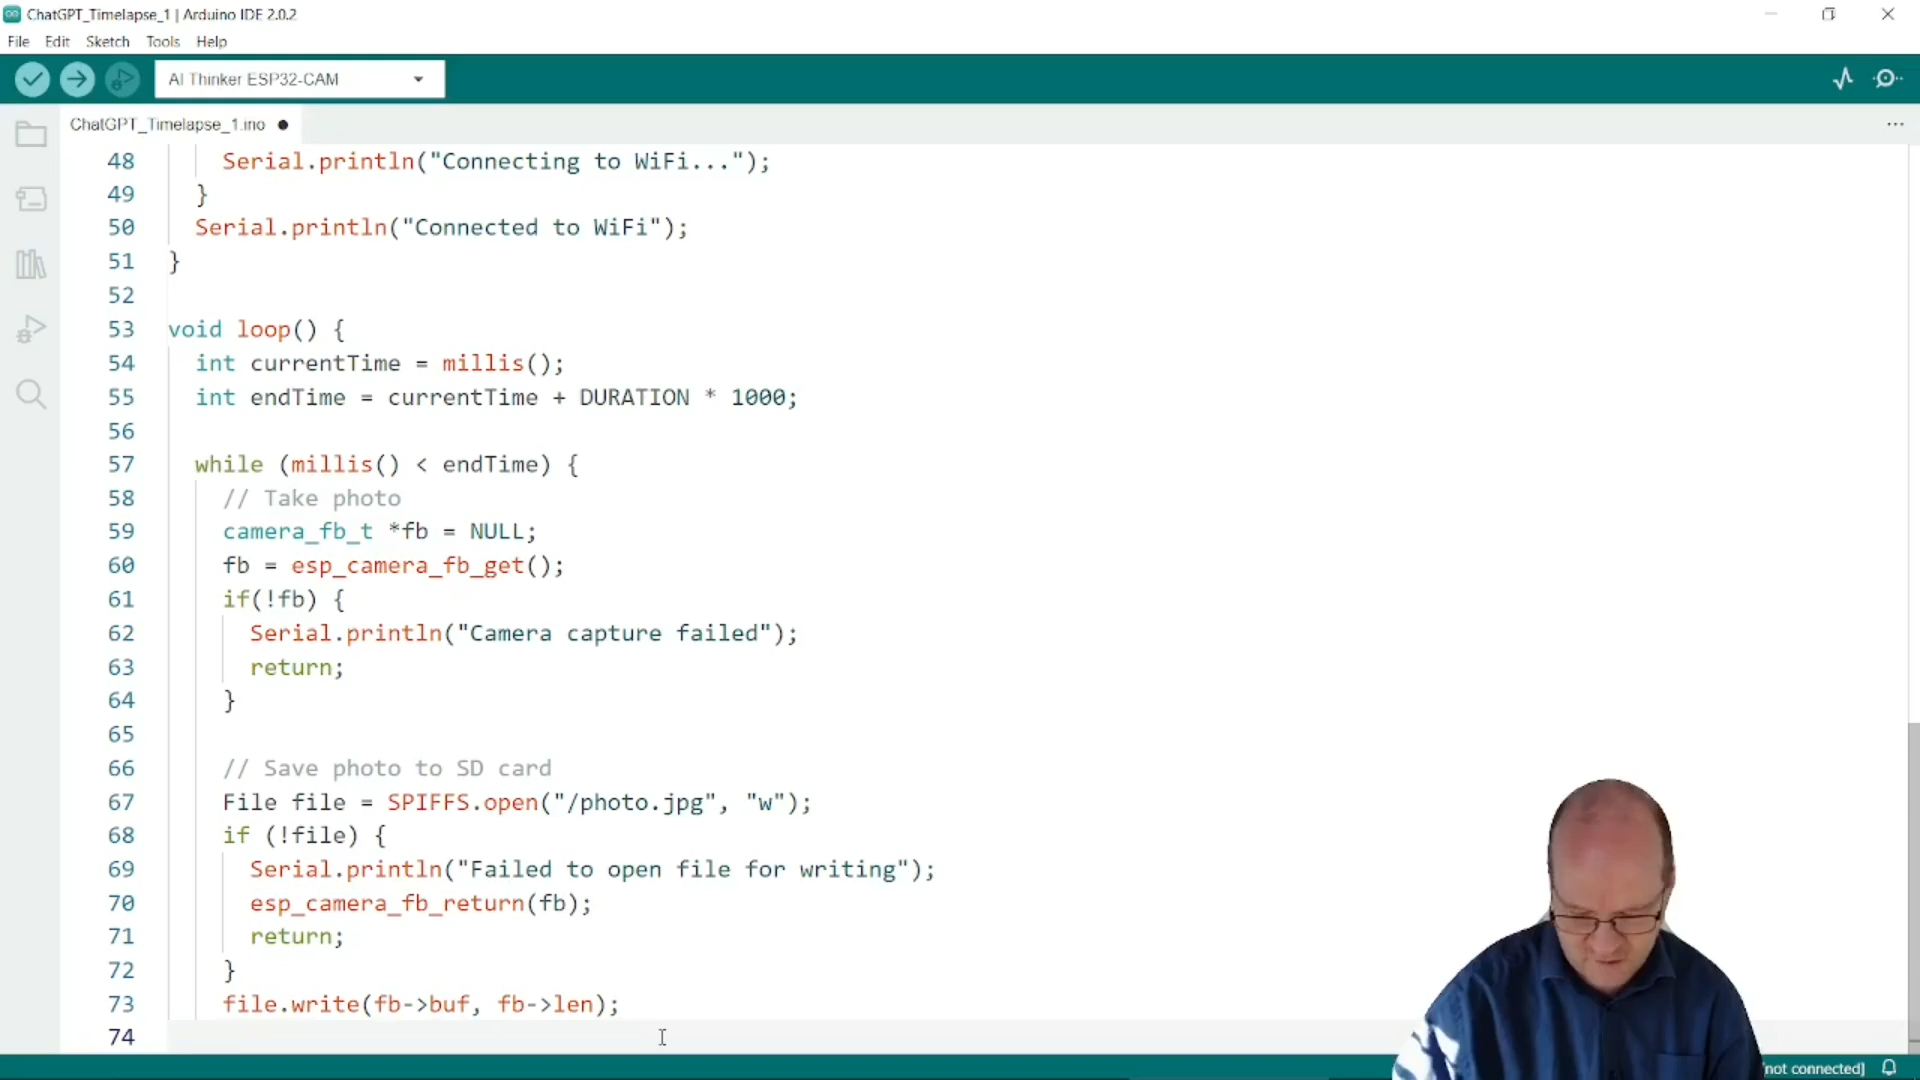 ChatGPT_Timelapse_1 | Arduino IDE 2.0.2
File Edit Sketch Tools Help
AI Thinker ESP32-CAM
ChatGPT_Timelapse_1.ino
48 Serial.println("Connecting to WiFi...");
49 }
50 Serial.println("Connected to WiFi");
51 }
52
53 void loop() {
54 int currentTime = millis();
55 int endTime = currentTime + DURATION * 1000;
56
57 while (millis() < endTime) {
58 // Take photo
59 camera_fb_t *fb = NULL;
60 fb = esp_camera_fb_get();
61 if(!fb) {
62 Serial.println("Camera capture failed");
63 return;
64 }
65
66 // Save photo to SD card
67 File file = SPIFFS.open("/photo.jpg", "w");
68 if (!file) {
69 Serial.println("Failed to open file for writing");
70 esp_camera_fb_return(fb);
71 return;
72 }
73 file.write(fb->buf, fb->len);
74
not connected]